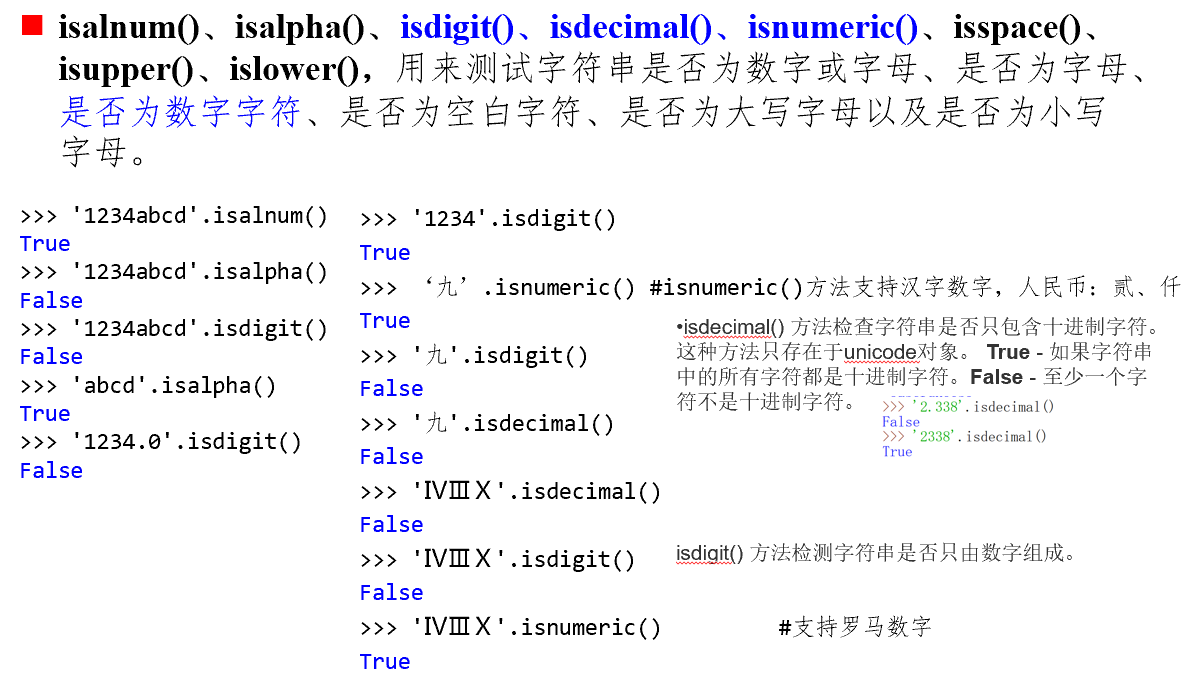 isalnum()、isalpha()、isdigit()、isdecimal()、isnumeric()、isspace()、
isupper()、islower()，用来测试字符串是否为数字或字母、是否为字母、
是否为数字字符、是否为空白字符、是否为大写字母以及是否为小写
字母。
>>> '1234abcd'.isalnum()
True
>>> '1234abcd'.isalpha()
False
>>> '1234abcd'.isdigit()
False
>>> 'abcd'.isalpha()
True
>>> '1234.0'.isdigit()
False
>>> '1234'.isdigit()
True
>>> ‘九’.isnumeric() #isnumeric()方法支持汉字数字，人民币：贰、仟
True
>>> '九'.isdigit()
False
>>> '九'.isdecimal()
False
>>> 'ⅣⅢⅩ'.isdecimal()
False
>>> 'ⅣⅢⅩ'.isdigit()
False
>>> 'ⅣⅢⅩ'.isnumeric() #支持罗马数字
True
•isdecimal() 方法检查字符串是否只包含十进制字符。
这种方法只存在于unicode对象。 True - 如果字符串
中的所有字符都是十进制字符。False - 至少一个字
符不是十进制字符。
>>> '2.338'.isdecimal()
False
>>> '2338'.isdecimal()
True
isdigit() 方法检测字符串是否只由数字组成。